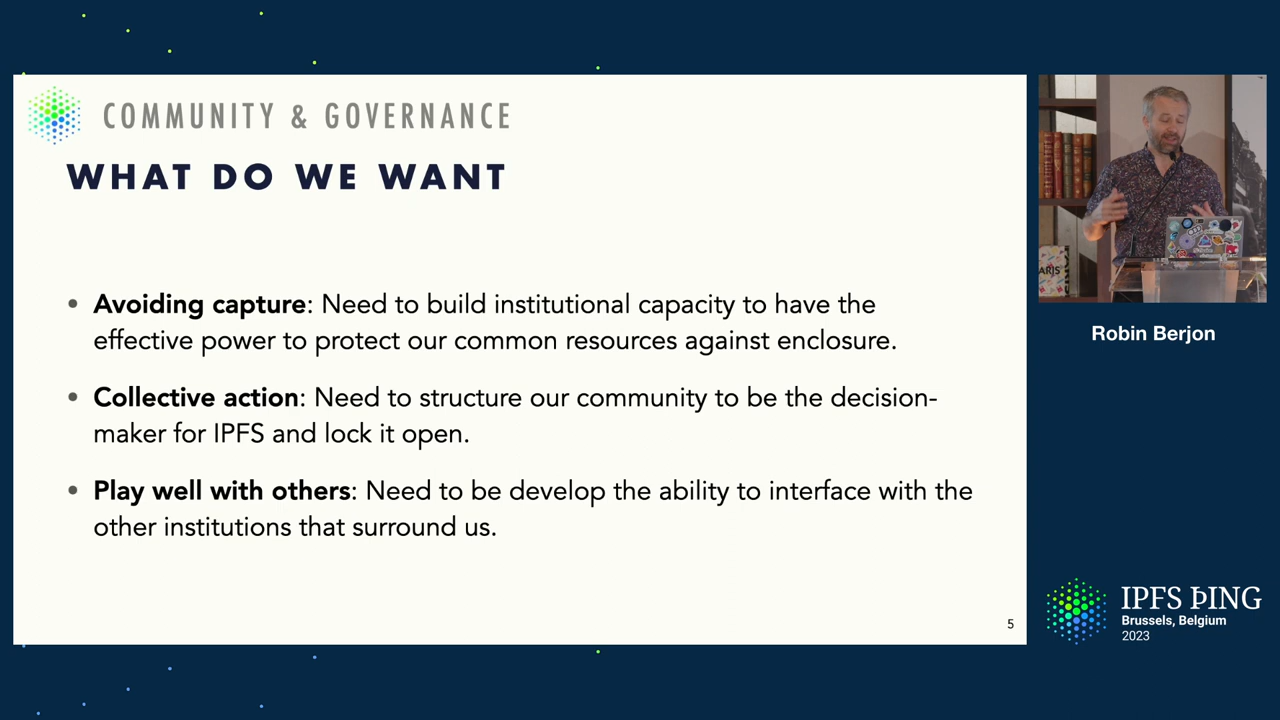 COMMUNITY & GOVERNANCE
WHAT DO WE WANT
• Avoiding capture: Need to build institutional capacity to have the
effective power to protect our common resources against enclosure.
• Collective action: Need to structure our community to be the decision-
maker for IPFS and lock it open.
• Play well with others: Need to be develop the ability to interface with the
other institutions that surround us.
5
ARIS
Robin Berjon
IPFS ÞING
Brussels, Belgium
2023